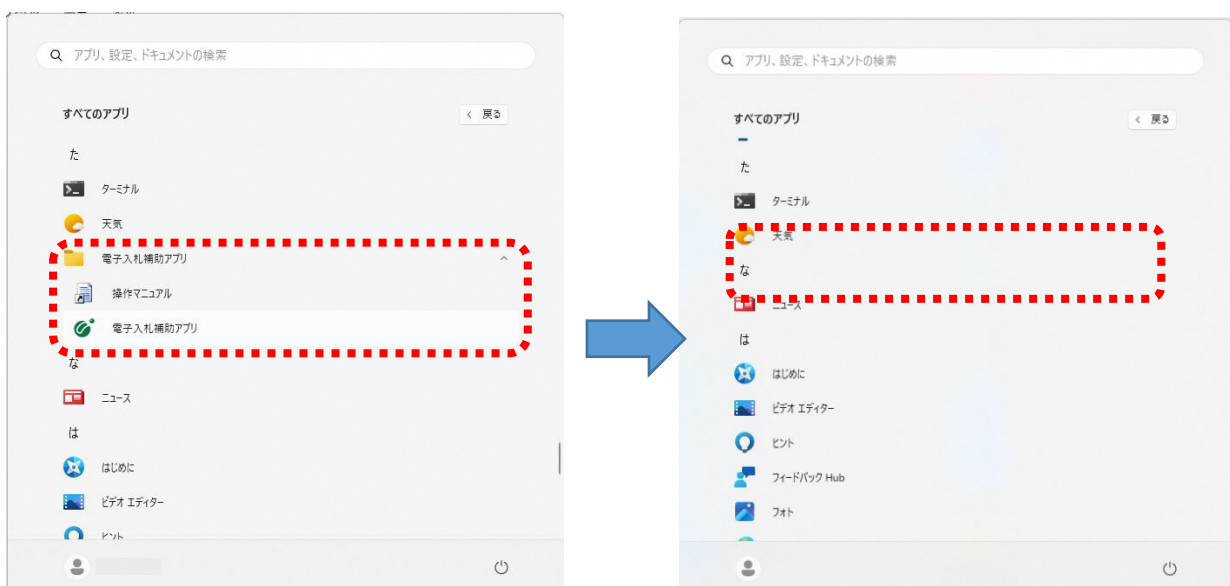 アプリ、設定、ドキュメントの検索
すべてのアプリ
戻る
た
ターミナル
天気
電子入札補助アプリ
操作マニュアル
電子入札補助アプリ
な
ニュース
は
はじめに
ビデオ エディター
ヒント
アプリ、設定、ドキュメントの検索
すべてのアプリ
戻る
た
ターミナル
天気
な
ニュース
は
はじめに
ビデオ エディター
ヒント
フィードバック Hub
フォト